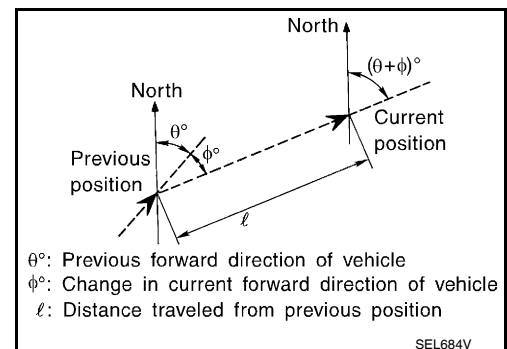 North
(θ+ϕ)°
North
θ°
ϕ°
Current
position
Previous
position
ℓ
θ°: Previous forward direction of vehicle
ϕ°: Change in current forward direction of vehicle
ℓ: Distance traveled from previous position
SEL684V